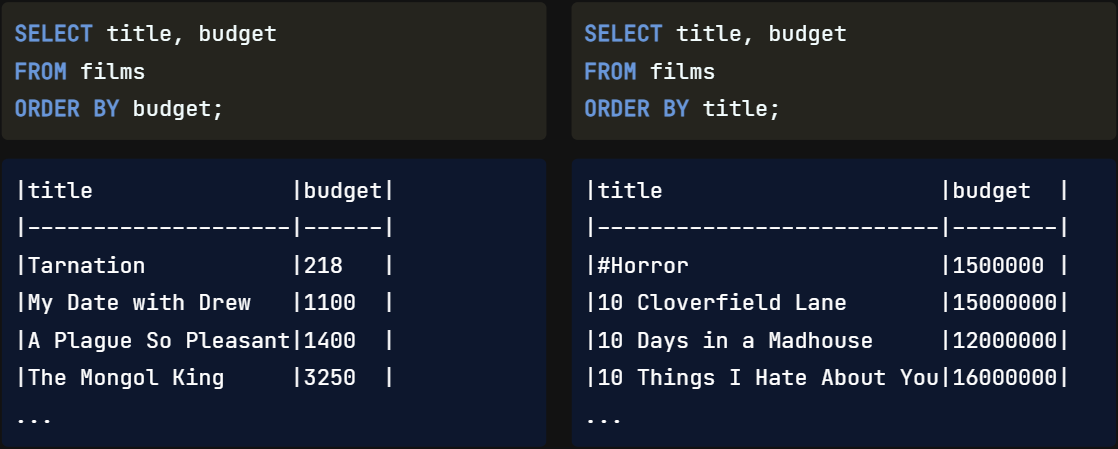 SELECT title, budget
FROM films
ORDER BY budget;
|title               |budget|
|--------------------|------|
|Tarnation           |218   |
|My Date with Drew   |1100  |
|A Plague So Pleasant|1400  |
|The Mongol King     |3250  |
...
SELECT title, budget
FROM films
ORDER BY title;
|title                     |budget  |
|--------------------------|--------|
|#Horror                   |1500000 |
|10 Cloverfield Lane       |15000000|
|10 Days in a Madhouse     |12000000|
|10 Things I Hate About You|16000000|
...